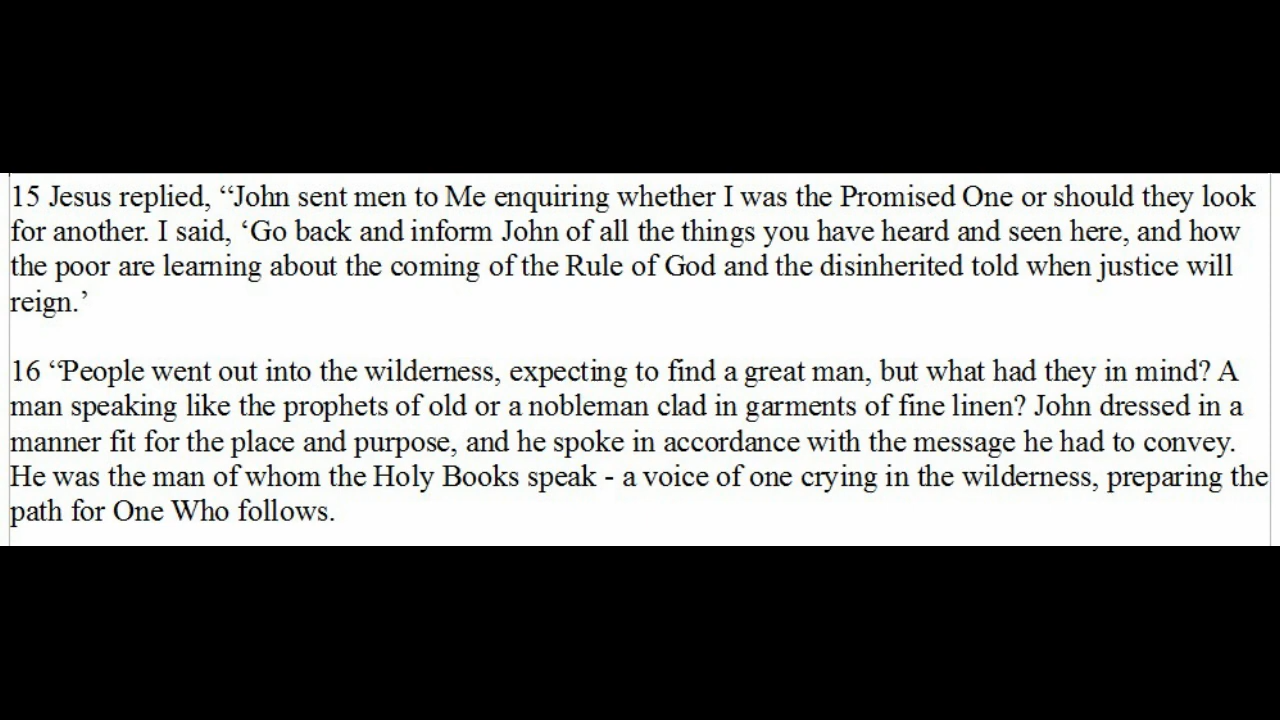 15 Jesus replied, “John sent men to Me enquiring whether I was the Promised One or should they look
for another. I said, ‘Go back and inform John of all the things you have heard and seen here, and how
the poor are learning about the coming of the Rule of God and the disinherited told when justice will
reign.’
16 “People went out into the wilderness, expecting to find a great man, but what had they in mind? A
man speaking like the prophets of old or a nobleman clad in garments of fine linen? John dressed in a
manner fit for the place and purpose, and he spoke in accordance with the message he had to convey.
He was the man of whom the Holy Books speak - a voice of one crying in the wilderness, preparing the
path for One Who follows.